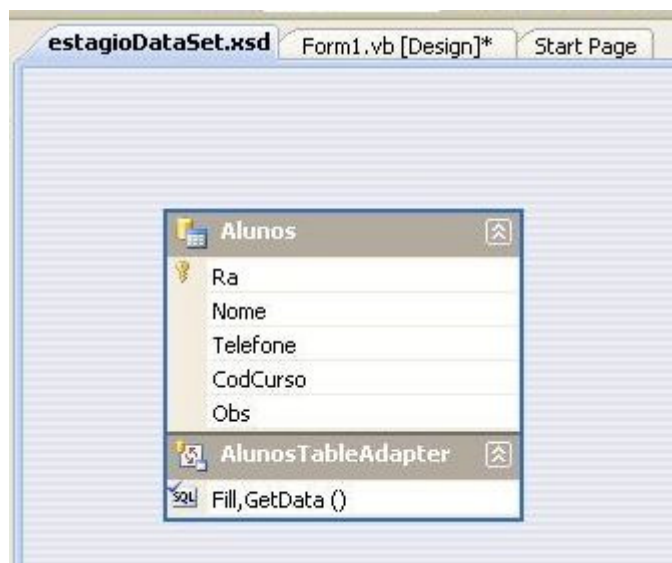 estagioDataSet.xsd Form1.vb [Design]* Start Page
Alunos
Ra
Nome
Telefone
CodCurso
Obs
AlunosTableAdapter
SQL Fill,GetData ()